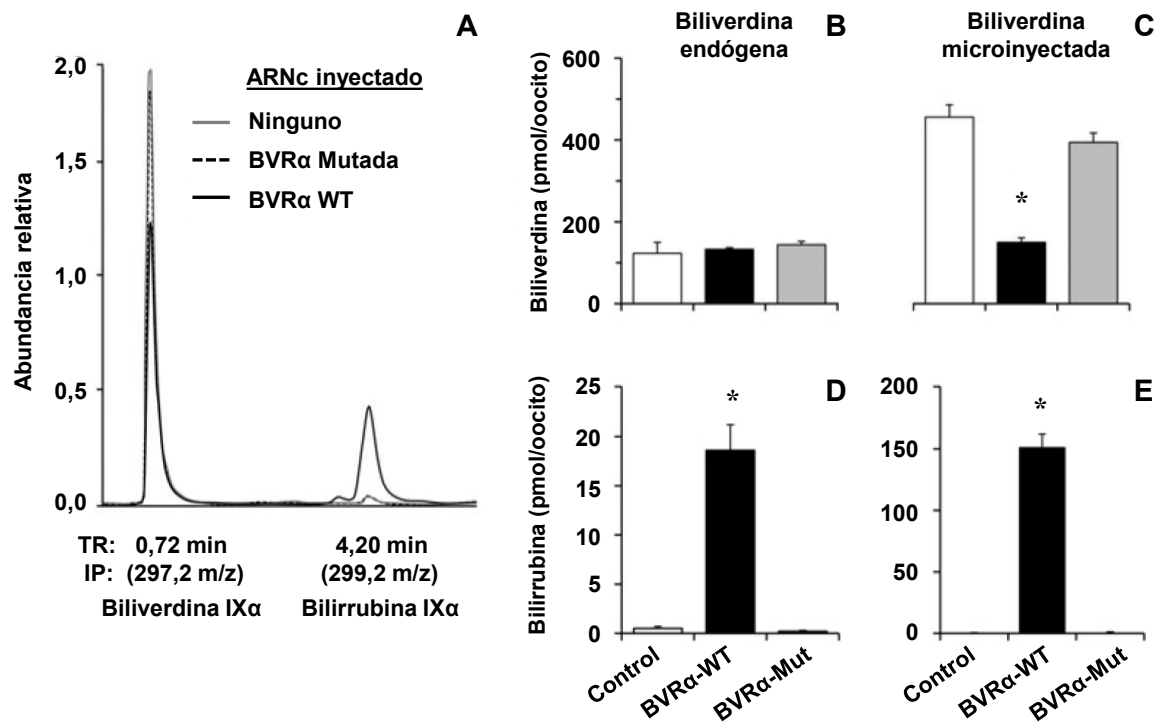 A
Abundancia relativa
2,0
1,5
1,0
0,5
0,0
ARNc inyectado
Ninguno
BVRα Mutada
BVRα WT
TR: 0,72 min 4,20 min
IP: (297,2 m/z) (299,2 m/z)
Biliverdina IXα Bilirrubina IXα
Biliverdina
endógena
B
Biliverdina (pmol/oocito)
600
400
200
0
Biliverdina
microinyectada
C
*
D
Bilirrubina (pmol/oocito)
25
20
15
10
5
0
*
Control
BVRα-WT
BVRα-Mut
E
200
150
100
50
0
*
Control
BVRα-WT
BVRα-Mut